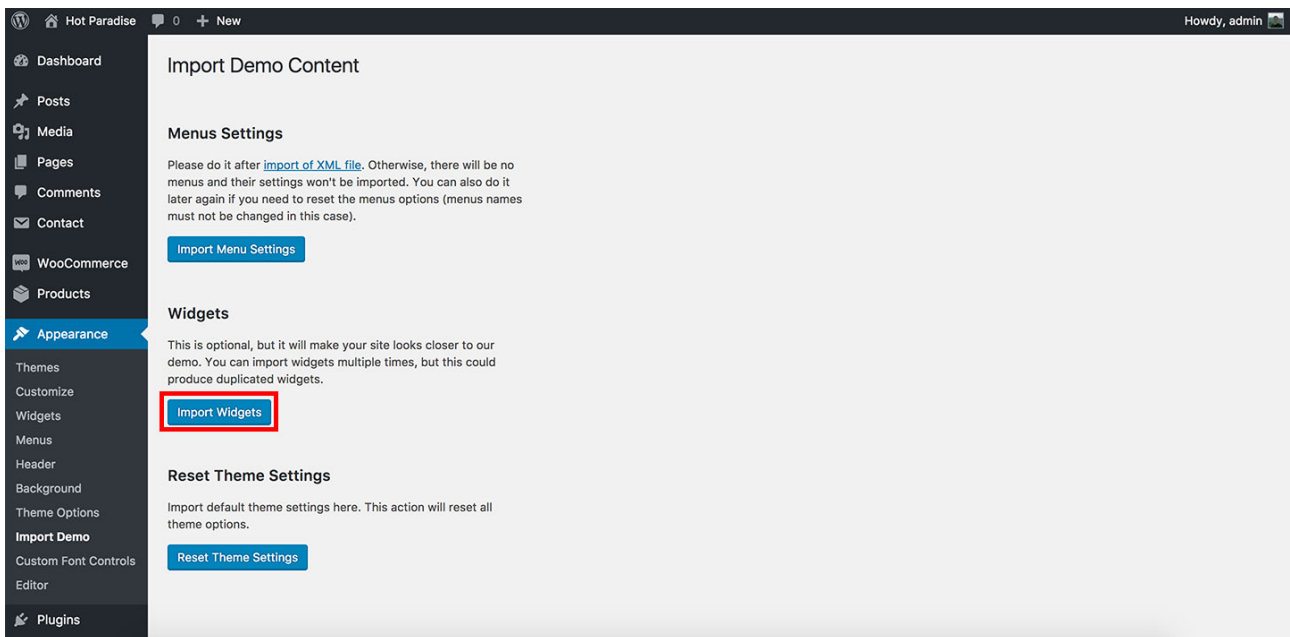 Hot Paradise 0 + New Howdy, admin
Dashboard
Posts
Media
Pages
Comments
Contact
WooCommerce
Products
Appearance
Themes
Customize
Widgets
Menus
Header
Background
Theme Options
Import Demo
Custom Font Controls
Editor
Plugins
Import Demo Content
Menus Settings
Please do it after import of XML file. Otherwise, there will be no
menus and their settings won't be imported. You can also do it
later again if you need to reset the menus options (menus names
must not be changed in this case).
Import Menu Settings
Widgets
This is optional, but it will make your site looks closer to our
demo. You can import widgets multiple times, but this could
produce duplicated widgets.
Import Widgets
Reset Theme Settings
Import default theme settings here. This action will reset all
theme options.
Reset Theme Settings